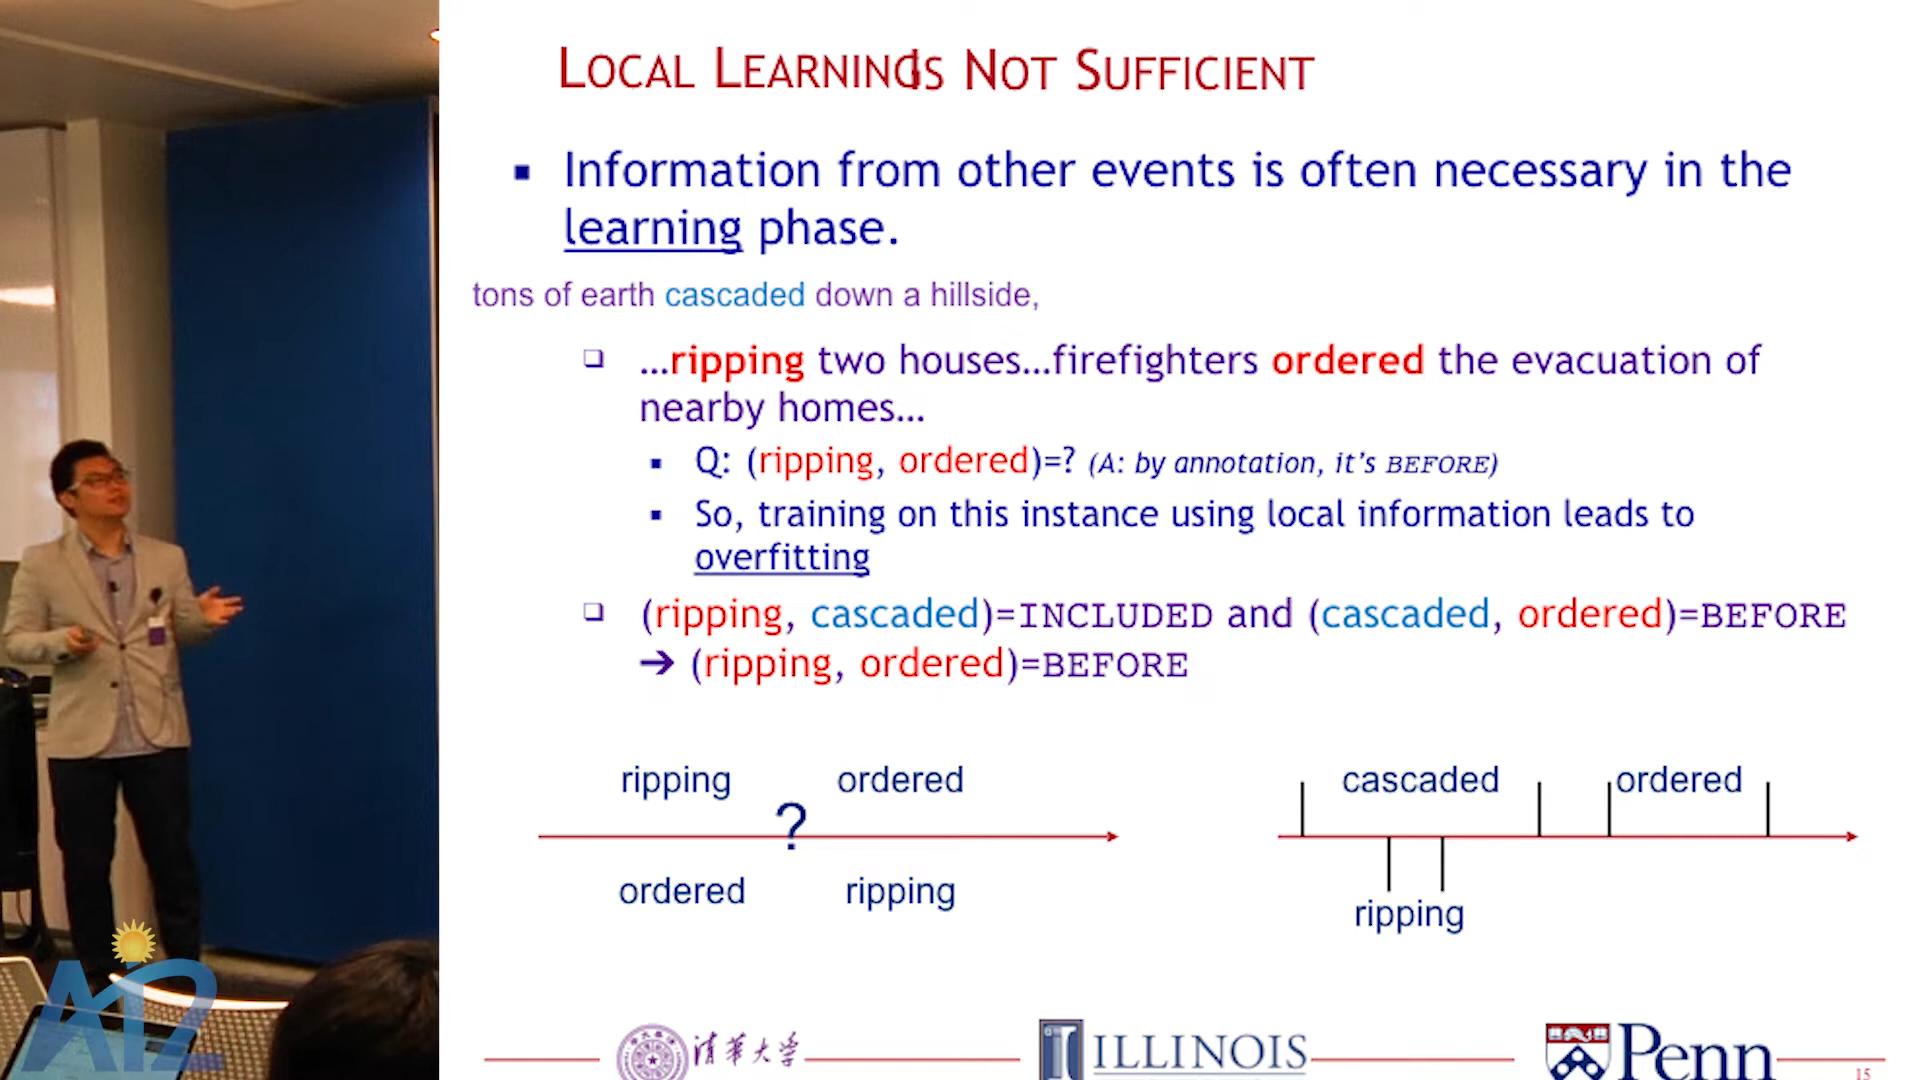 LOCAL LEARNING IS NOT SUFFICIENT
▪ Information from other events is often necessary in the
learning phase.
tons of earth cascaded down a hillside,
❑ …ripping two houses…firefighters ordered the evacuation of
nearby homes…
▪ Q: (ripping, ordered)=? (A: by annotation, it's BEFORE)
▪ So, training on this instance using local information leads to
overfitting
❑ (ripping, cascaded)=INCLUDED and (cascaded, ordered)=BEFORE
➔ (ripping, ordered)=BEFORE
ripping ordered
?
ordered ripping
cascaded ordered
ripping
AI2
清华大学
ILLINOIS
Penn
15